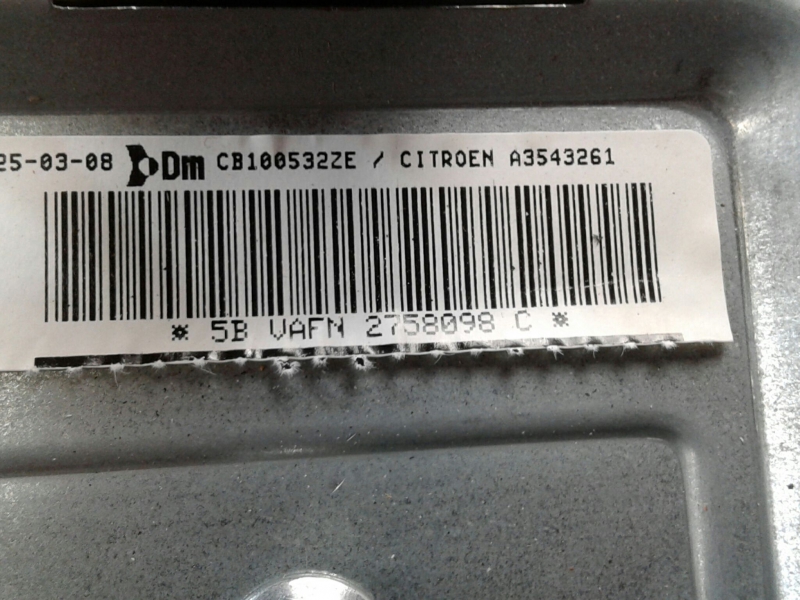 25-03-08 Dm CB100532ZE / CITROEN A3543261
* 5B VAFN 2758098 C *